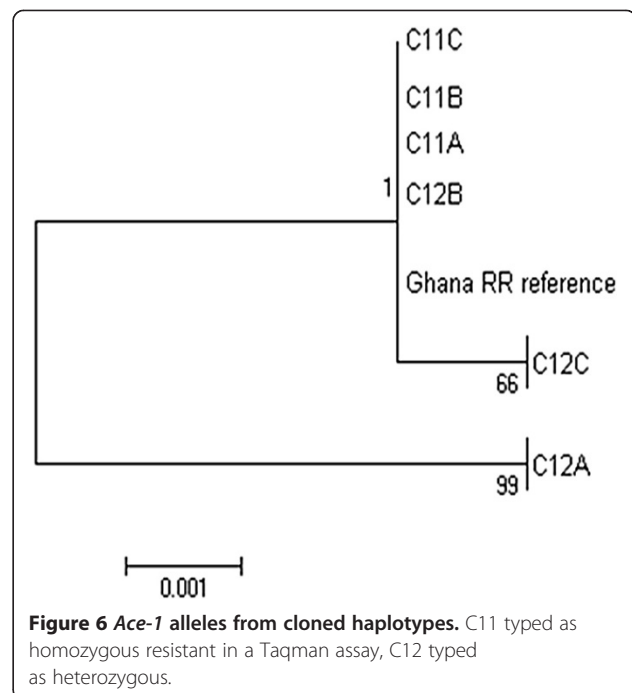 C11C
C11B
C11A
1
C12B
Ghana RR reference
C12C
66
C12A
99
0.001
Figure 6 Ace-1 alleles from cloned haplotypes. C11 typed as
homozygous resistant in a Taqman assay, C12 typed
as heterozygous.